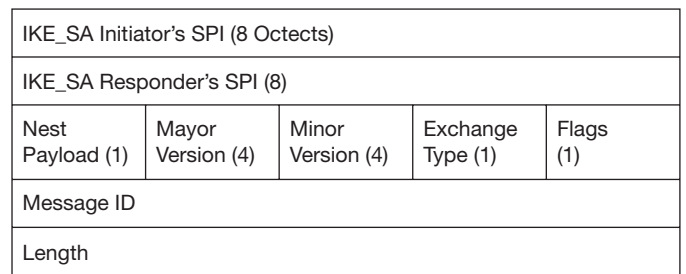 IKE_SA Initiator's SPI (8 Octects)
IKE_SA Responder's SPI (8)
Nest
Payload (1)
Mayor
Version (4)
Minor
Version (4)
Exchange
Type (1)
Flags
(1)
Message ID
Length